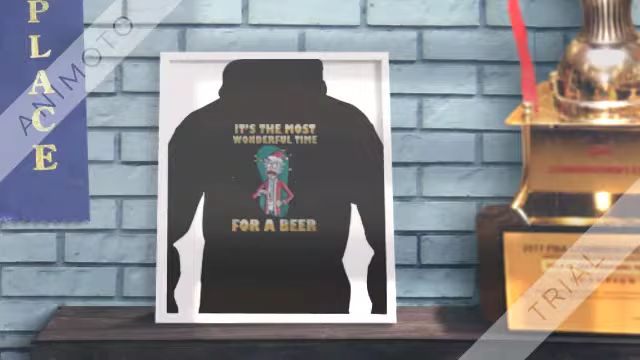 PLACE
ANIMOTO
IT'S THE MOST
WONDERFUL TIME
FOR A BEER
TRIAL